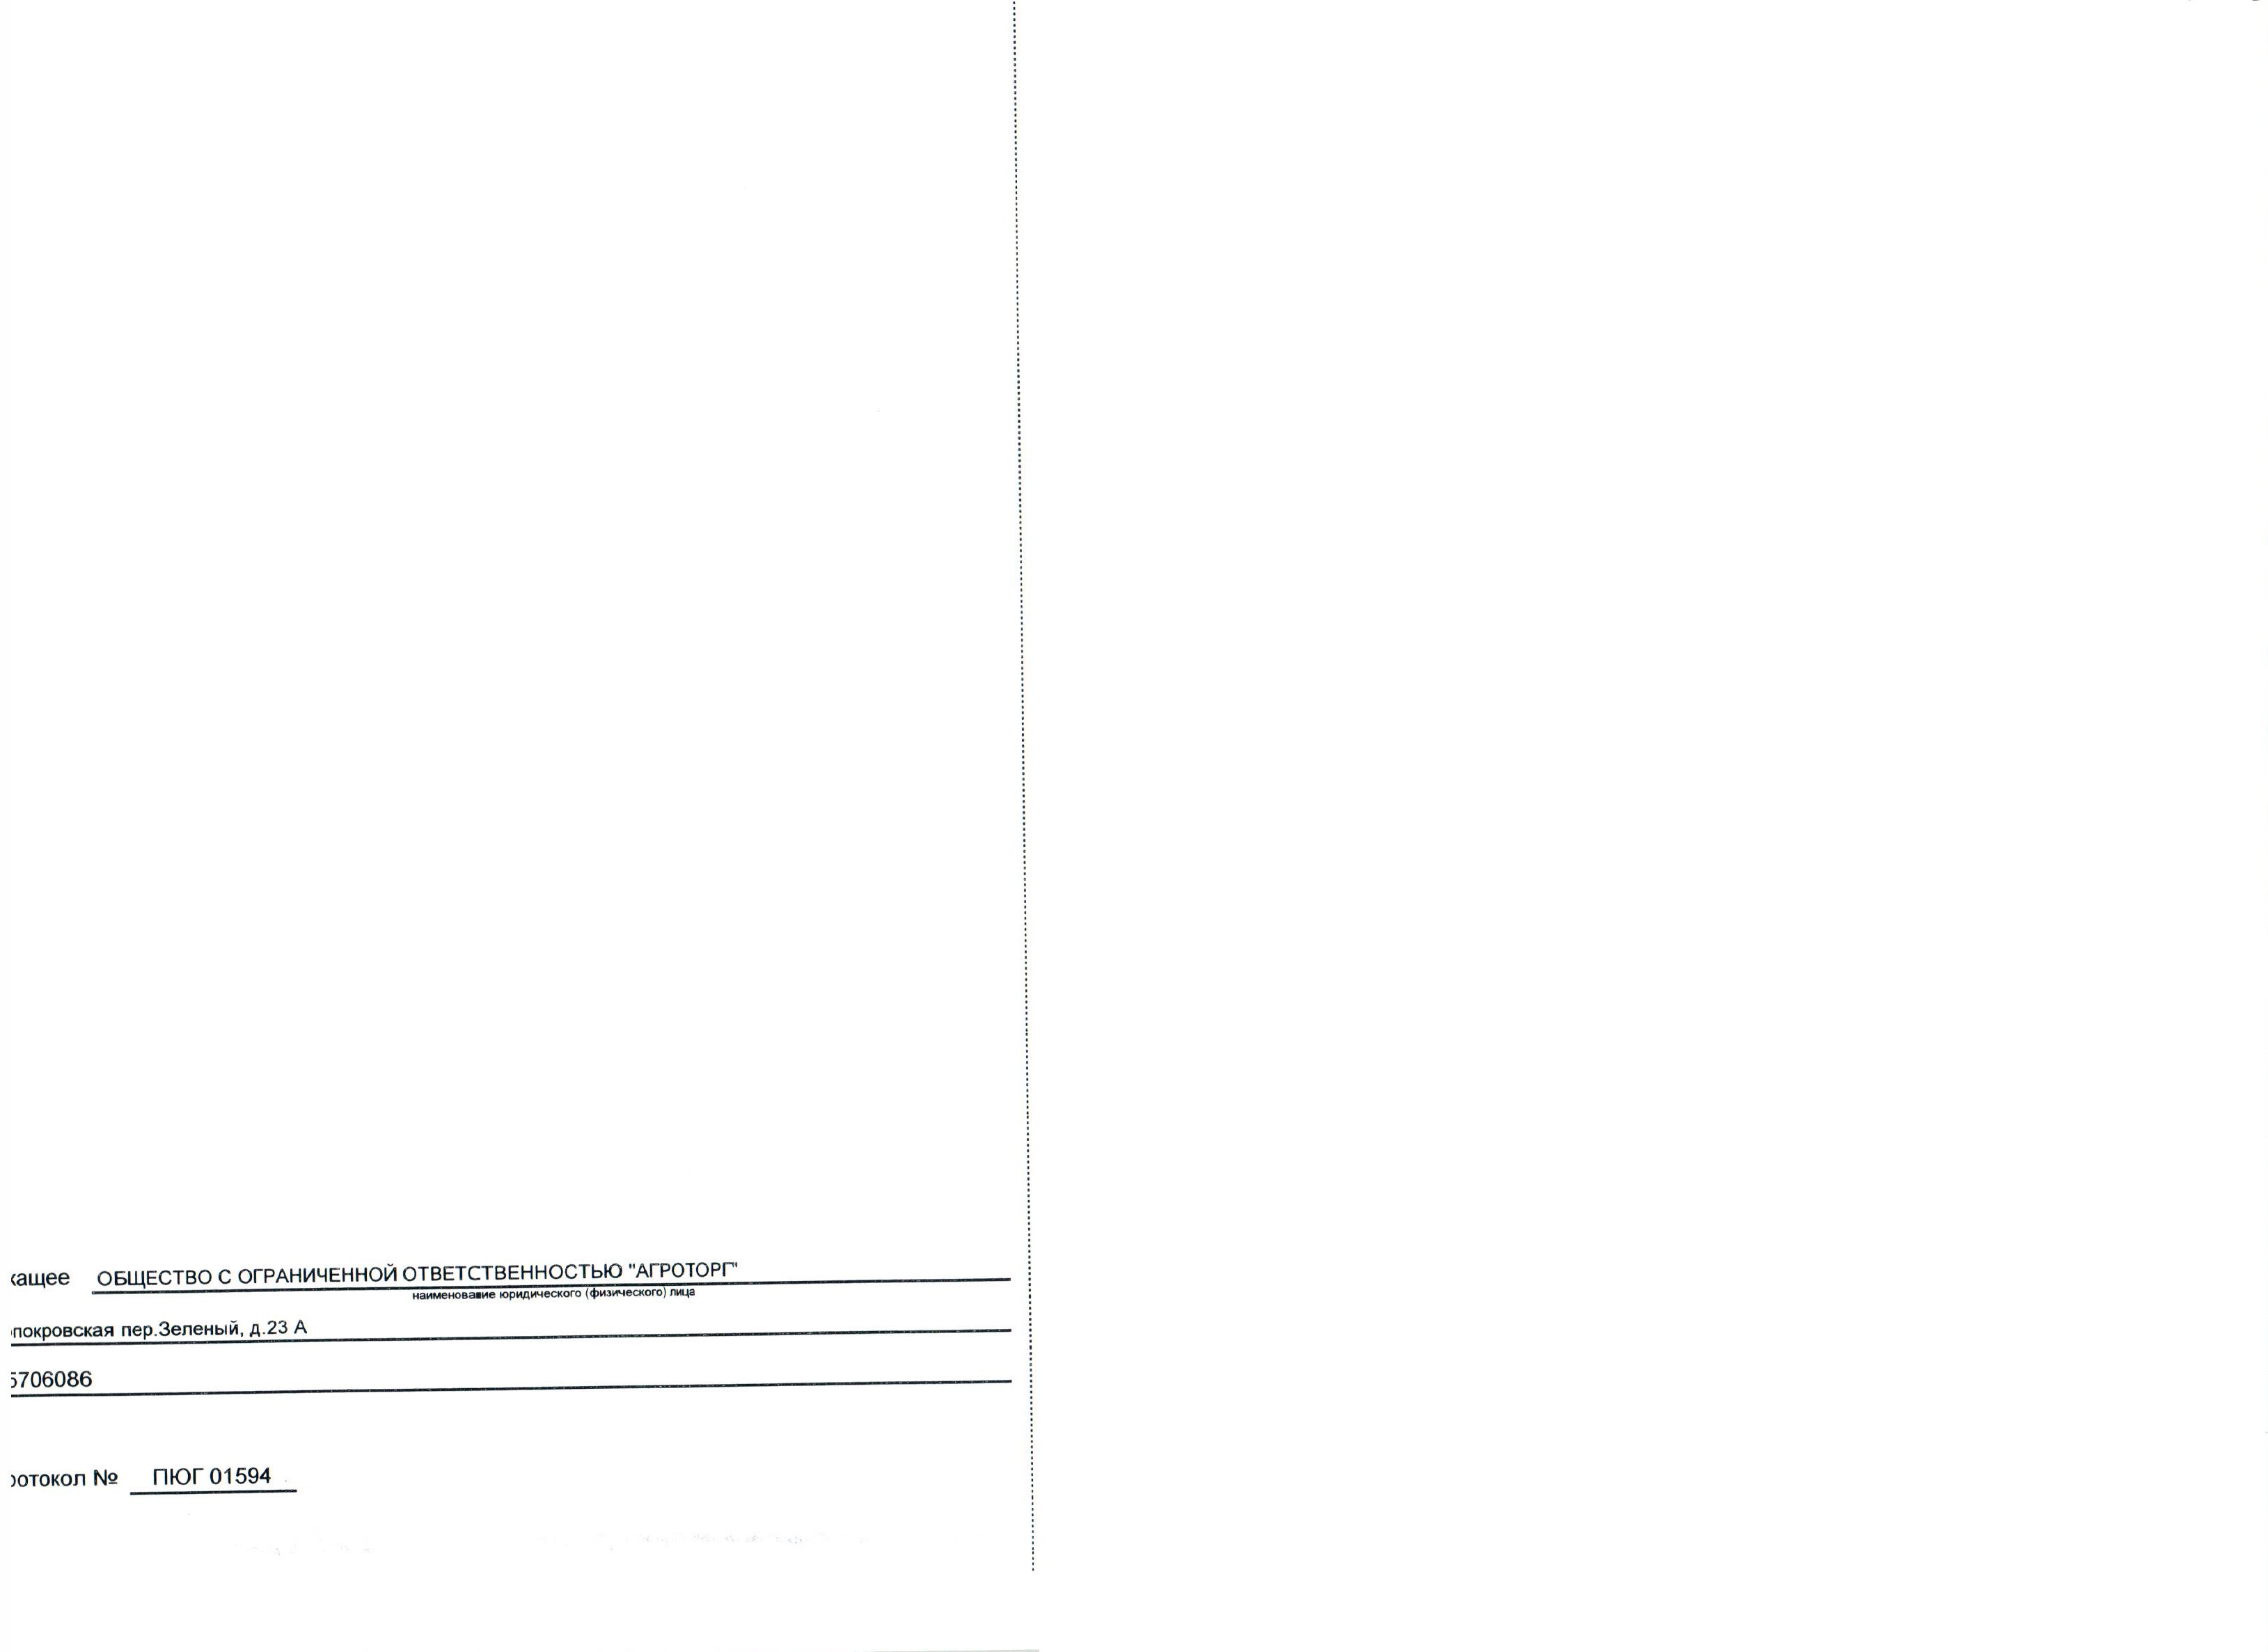 кащее ОБЩЕСТВО С ОГРАНИЧЕННОЙ ОТВЕТСТВЕННОСТЬЮ "АГРОТОРГ"
наименование юридического (физического) лица
покровская пер.Зеленый, д.23 А
5706086
ротокол № ПЮГ 01594